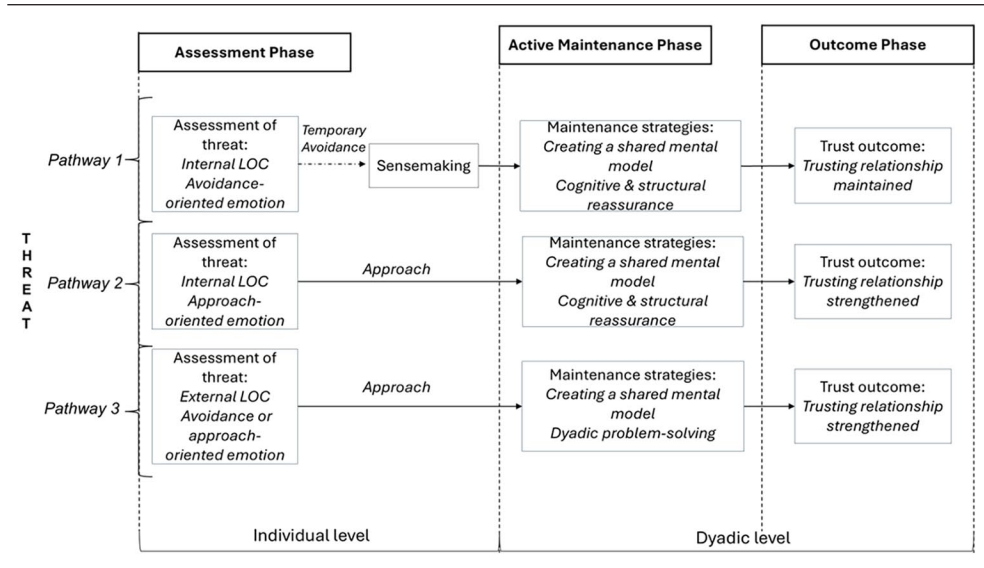 Assessment Phase
Active Maintenance Phase
Outcome Phase
THREAT
Pathway 1
Assessment of
threat:
Internal LOC
Avoidance-
oriented emotion
Temporary
Avoidance
Sensemaking
Maintenance strategies:
Creating a shared mental
model
Cognitive & structural
reassurance
Trust outcome:
Trusting relationship
maintained
Pathway 2
Assessment of
threat:
Internal LOC
Approach-
oriented emotion
Approach
Maintenance strategies:
Creating a shared mental
model
Cognitive & structural
reassurance
Trust outcome:
Trusting relationship
strengthened
Pathway 3
Assessment of
threat:
External LOC
Avoidance or
approach-
oriented emotion
Approach
Maintenance strategies:
Creating a shared mental
model
Dyadic problem-solving
Trust outcome:
Trusting relationship
strengthened
Individual level
Dyadic level